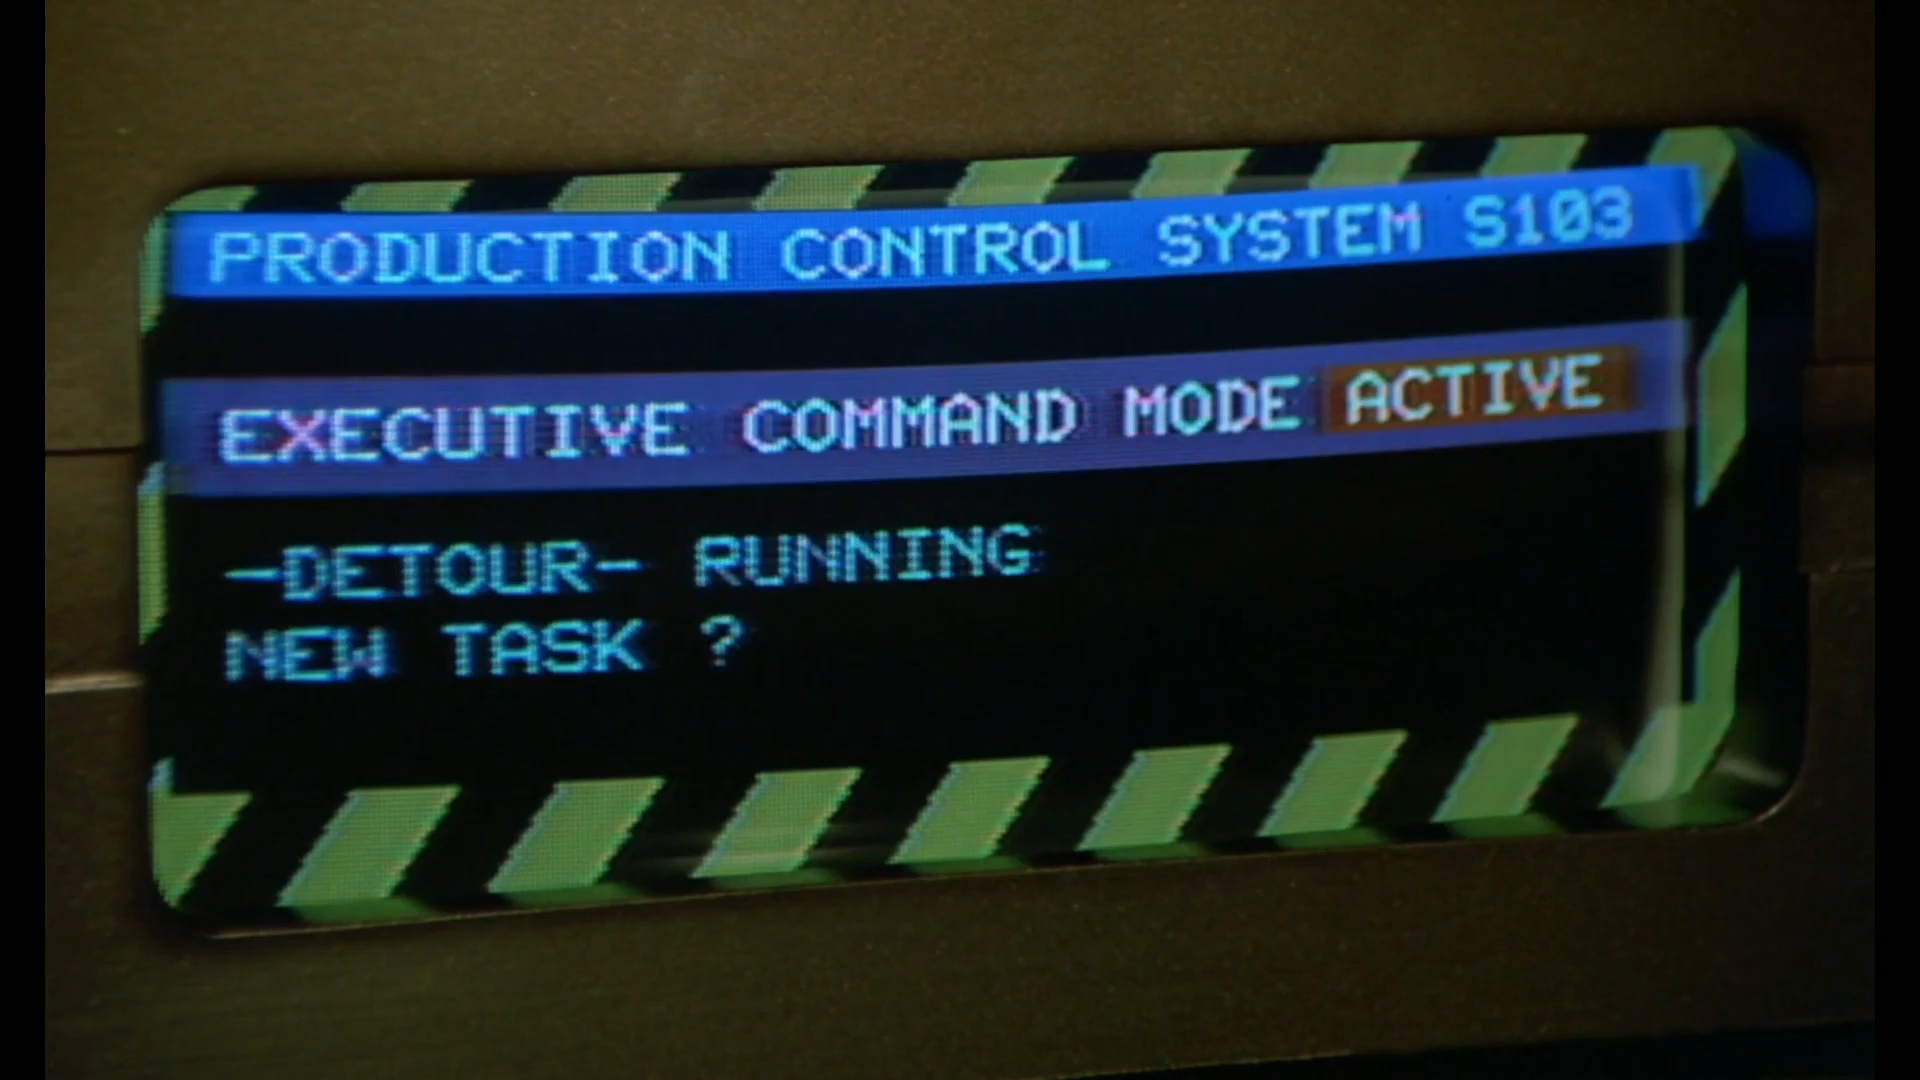 PRODUCTION CONTROL SYSTEM S103
EXECUTIVE COMMAND MODE ACTIVE
-DETOUR- RUNNING
NEW TASK ?